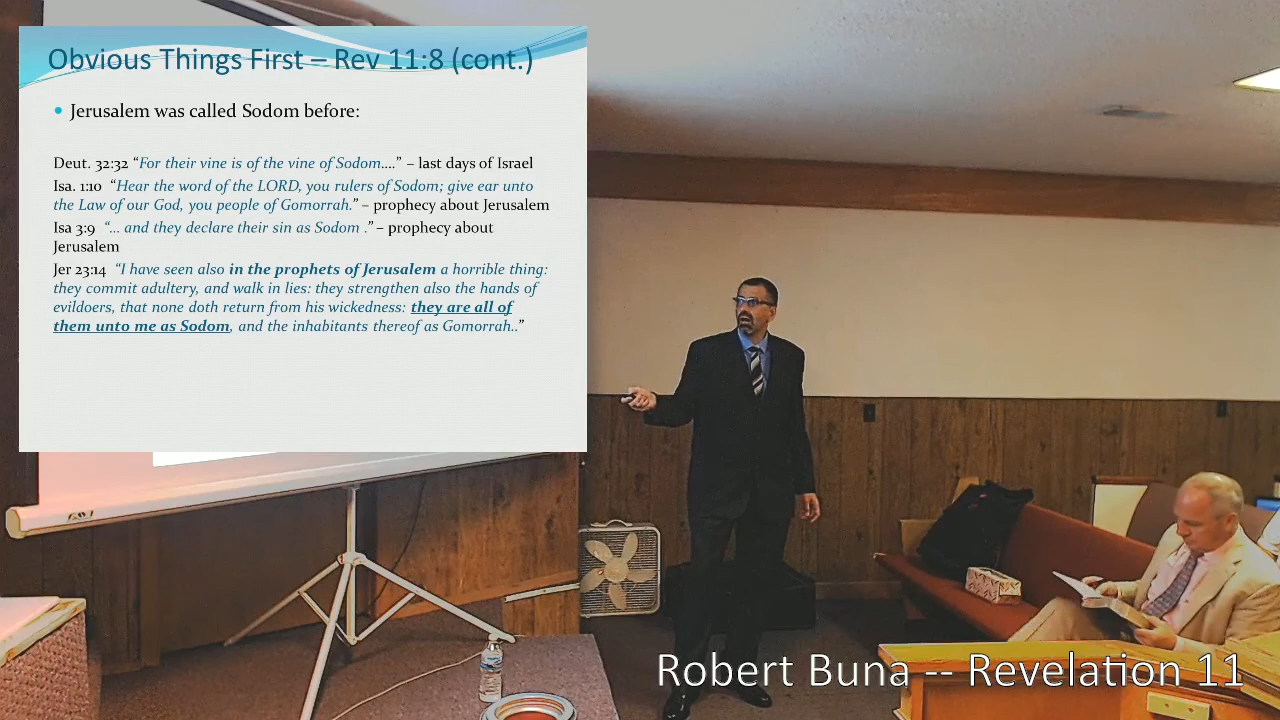 Obvious Things First – Rev 11:8 (cont.)
• Jerusalem was called Sodom before:
Deut. 32:32 “For their vine is of the vine of Sodom....” – last days of Israel
Isa. 1:10 “Hear the word of the LORD, you rulers of Sodom; give ear unto
the Law of our God, you people of Gomorrah.” – prophecy about Jerusalem
Isa 3:9 “... and they declare their sin as Sodom .” – prophecy about
Jerusalem
Jer 23:14 “I have seen also in the prophets of Jerusalem a horrible thing:
they commit adultery, and walk in lies: they strengthen also the hands of
evildoers, that none doth return from his wickedness: they are all of
them unto me as Sodom, and the inhabitants thereof as Gomorrah..”
Robert Buna -- Revelation 11